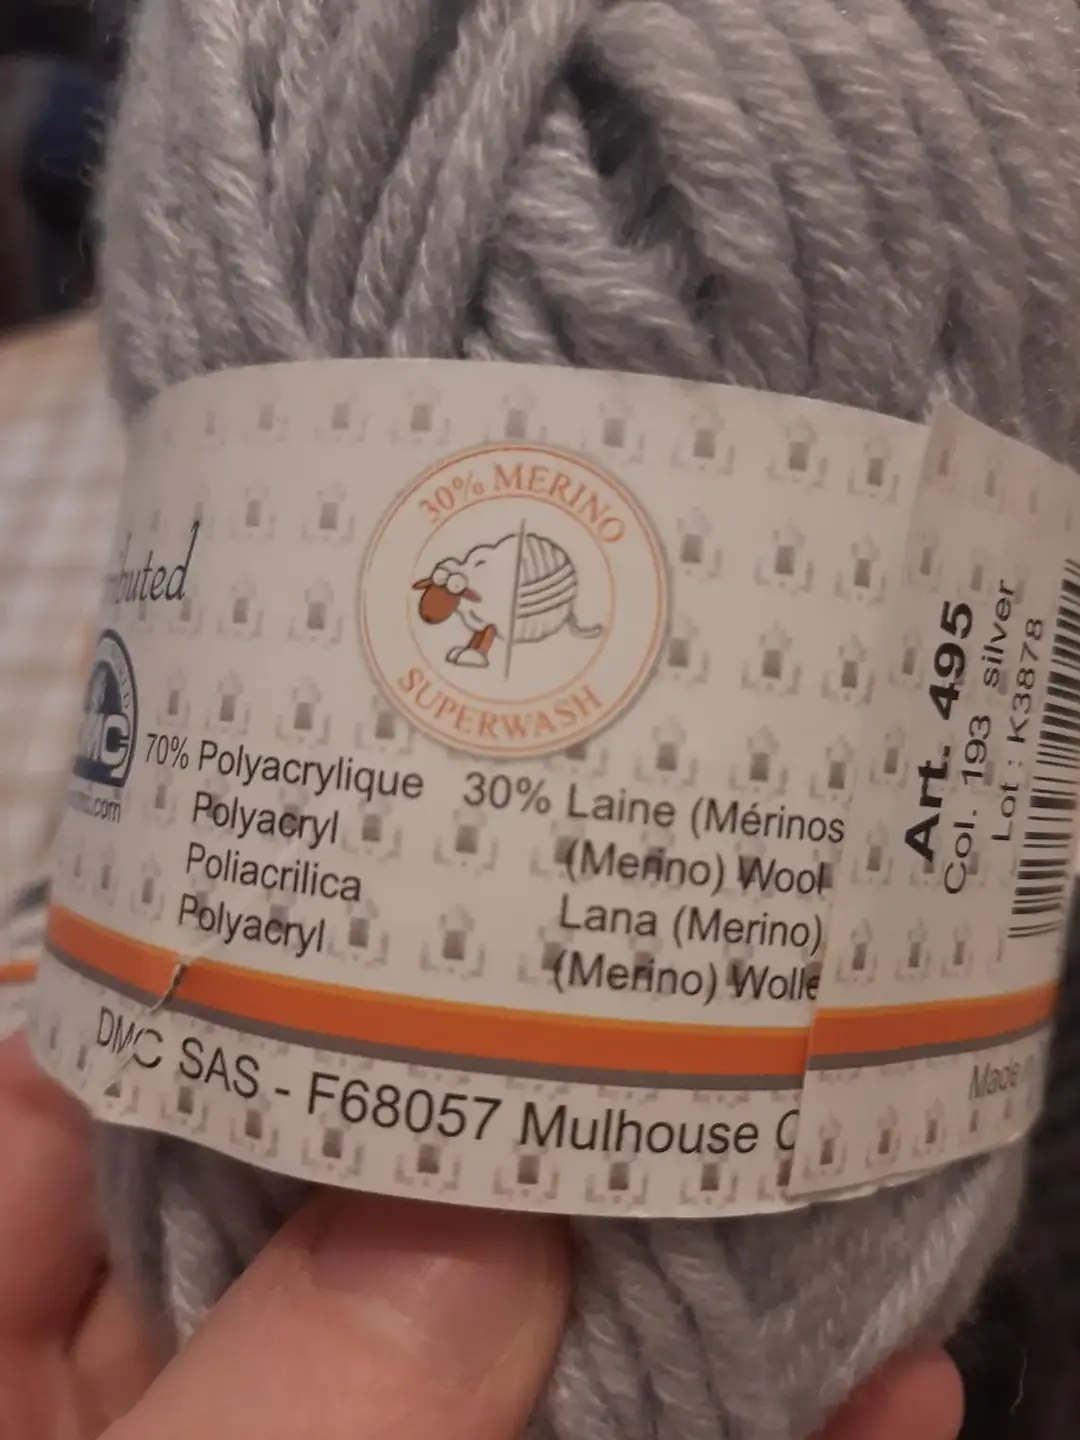 30% MERINO
SUPERWASH
70% Polyacrylique
Polyacryl
Poliacrilica
Polyacryl
30% Laine (Mérinos
(Merino) Wool
Lana (Merino)
(Merino) Wolle
DMC SAS - F68057 Mulhouse C
Art. 495
Col. 193 silver
Lot : K3878
Made